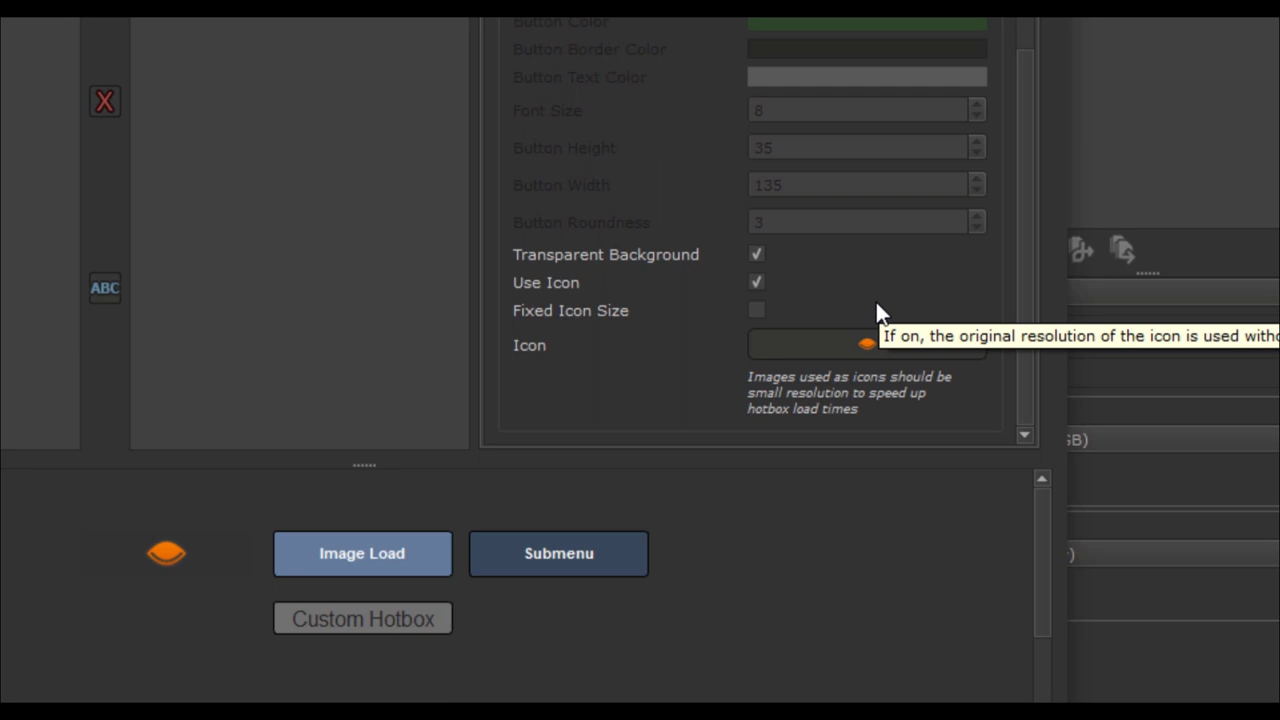 Button Color
Button Border Color
Button Text Color
Font Size 8
Button Height 35
Button Width 135
Button Roundness 3
Transparent Background
Use Icon
Fixed Icon Size
If on, the original resolution of the icon is used
Icon
Images used as icons should be
small resolution to speed up
hotbox load times
X
ABC
Image Load
Submenu
Custom Hotbox